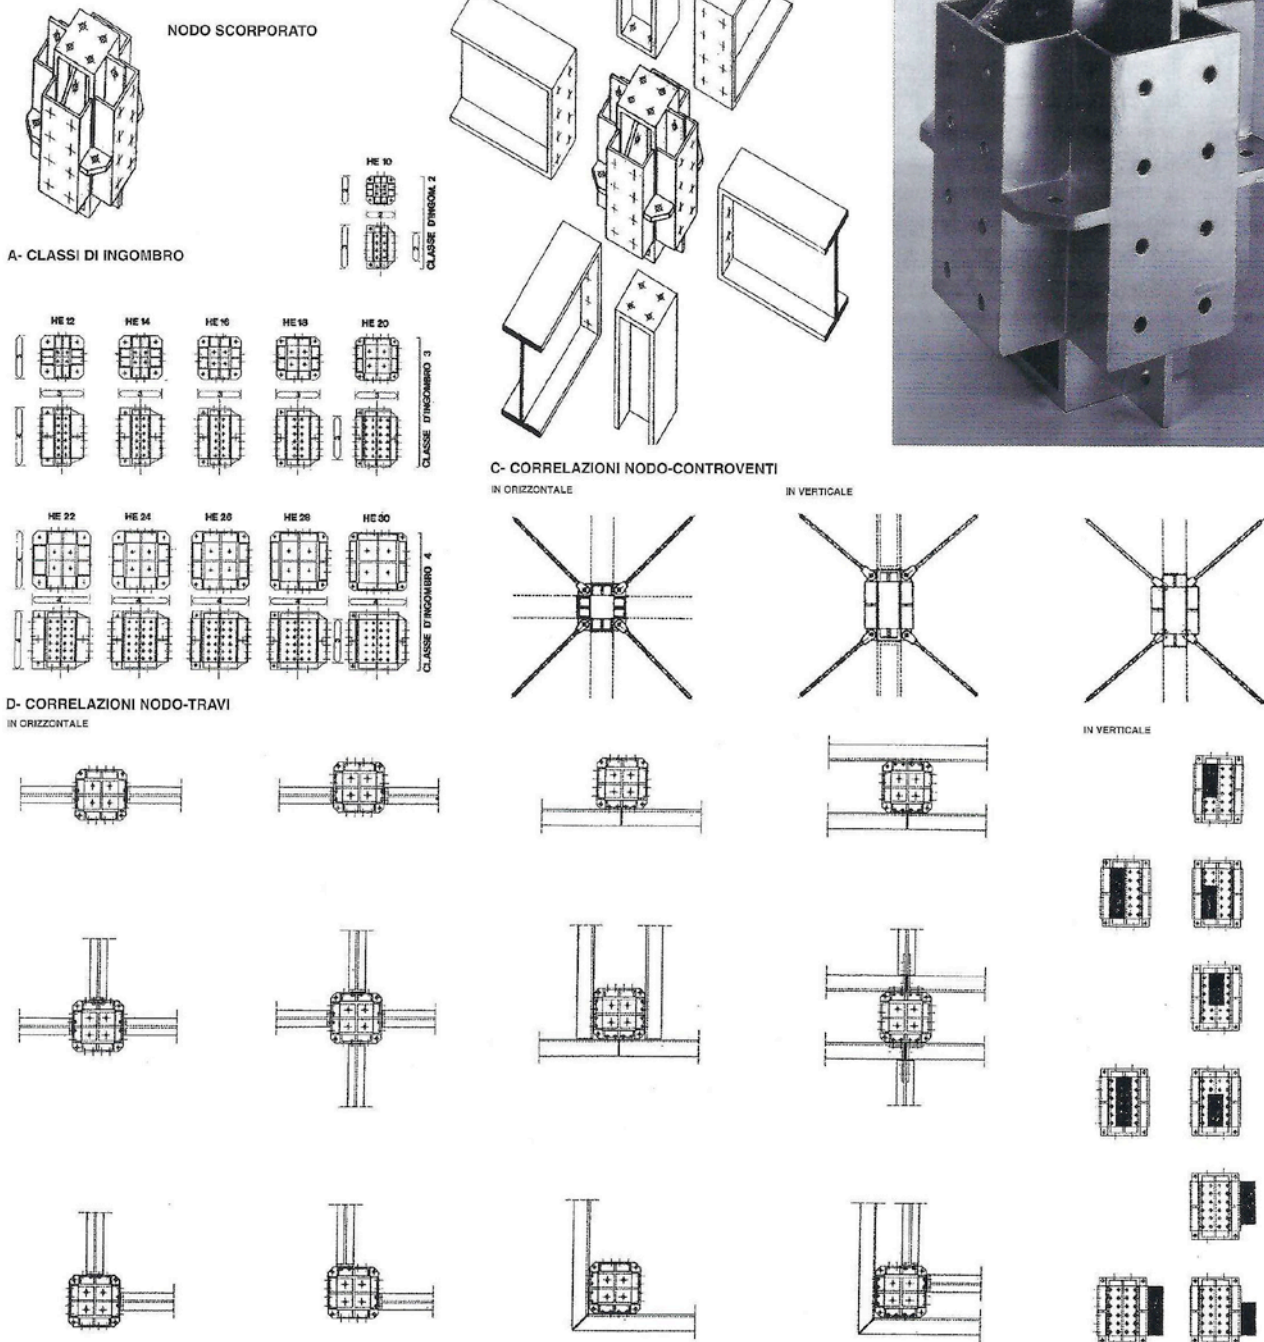 NODO SCORPORATO
HE 10
CLASSE D'INGOM. 2
A- CLASSI DI INGOMBRO
HE 12 HE 14 HE 16 HE 18 HE 20
CLASSE D'INGOMBRO 3
C- CORRELAZIONI NODO-CONTROVENTI
IN ORIZZONTALE
IN VERTICALE
HE 22 HE 24 HE 26 HE 28 HE 30
CLASSE D'INGOMBRO 4
D- CORRELAZIONI NODO-TRAVI
IN ORIZZONTALE
IN VERTICALE